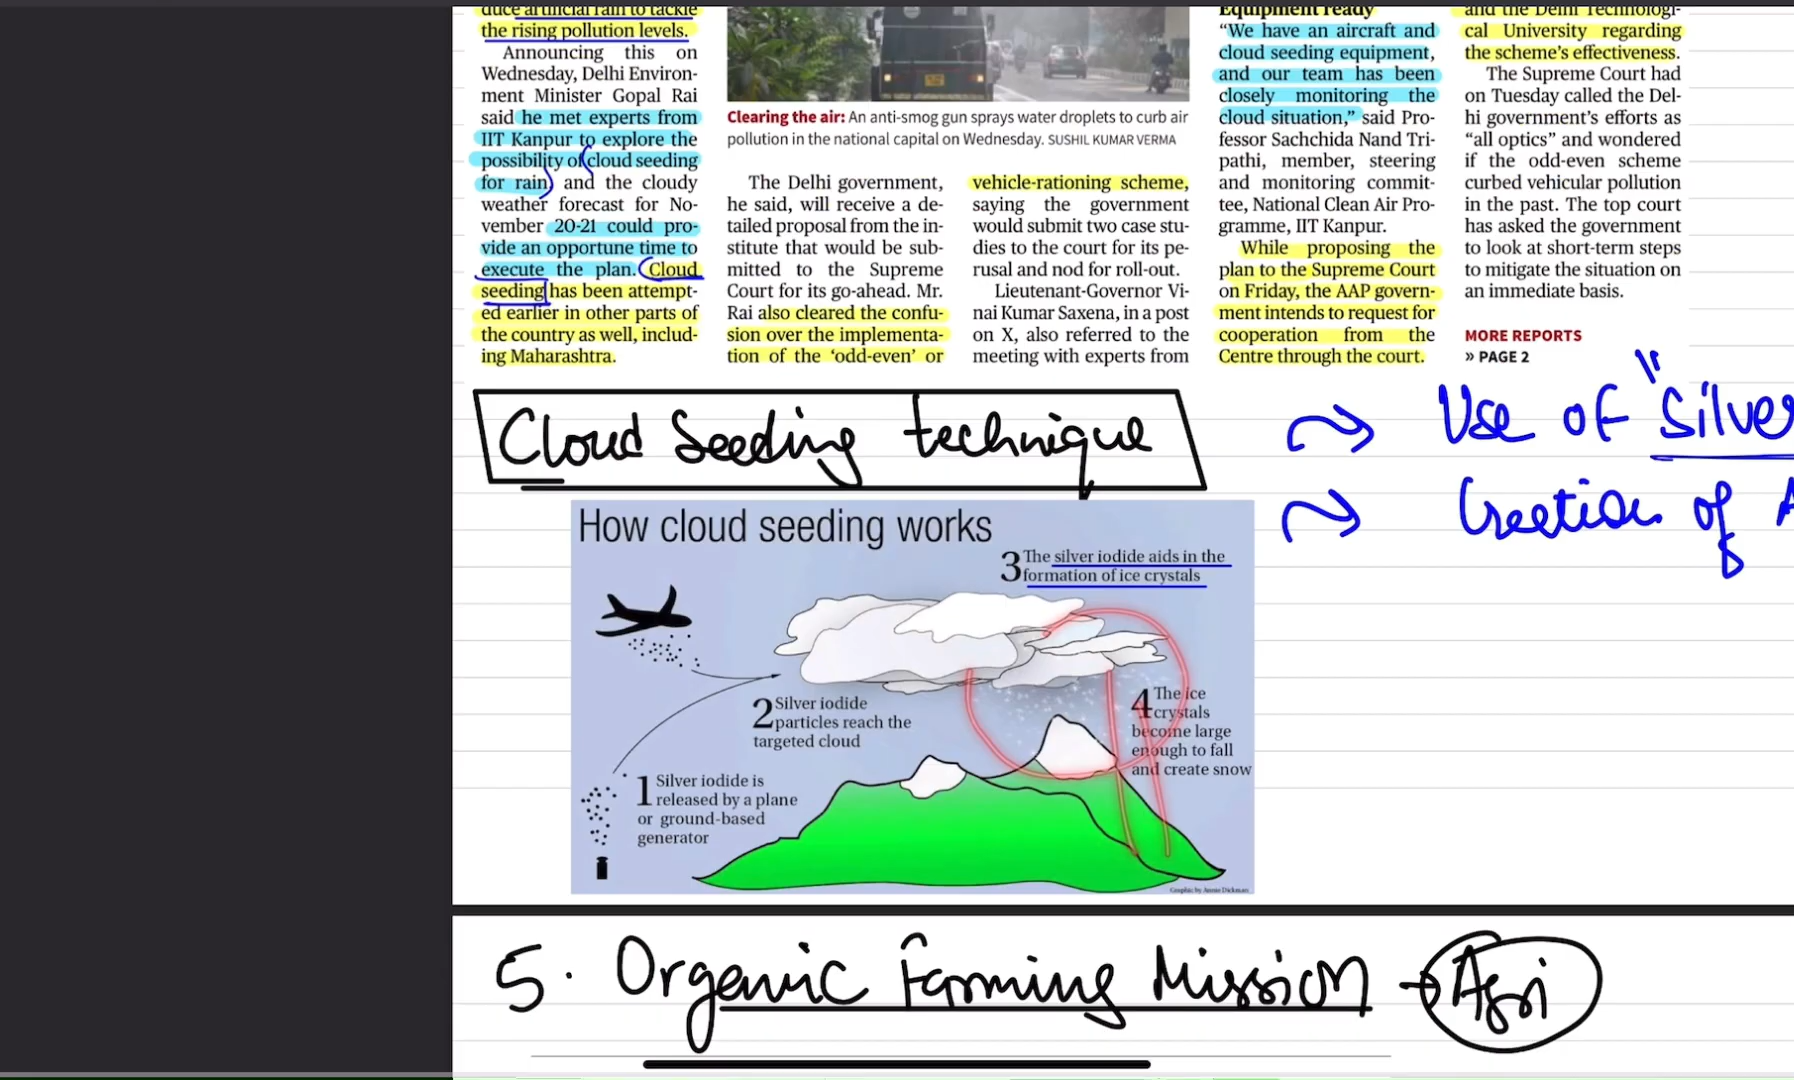 duce artificial rain to tackle
the rising pollution levels.
Announcing this on
Wednesday, Delhi Environ-
ment Minister Gopal Rai
said he met experts from
IIT Kanpur to explore the
possibility of cloud seeding
for rain, and the cloudy
weather forecast for No-
vember 20-21 could pro-
vide an opportune time to
execute the plan. Cloud
seeding has been attempt-
ed earlier in other parts of
the country as well, includ-
ing Maharashtra.
Clearing the air: An anti-smog gun sprays water droplets to curb air
pollution in the national capital on Wednesday. SUSHIL KUMAR VERMA
The Delhi government,
he said, will receive a de-
tailed proposal from the in-
stitute that would be sub-
mitted to the Supreme
Court for its go-ahead. Mr.
Rai also cleared the confu-
sion over the implementa-
tion of the ‘odd-even’ or
vehicle-rationing scheme,
saying the government
would submit two case stu-
dies to the court for its pe-
rusal and nod for roll-out.
Lieutenant-Governor Vi-
nai Kumar Saxena, in a post
on X, also referred to the
meeting with experts from
Equipment ready
“We have an aircraft and
cloud seeding equipment,
and our team has been
closely monitoring the
cloud situation,” said Pro-
fessor Sachchida Nand Tri-
pathi, member, steering
and monitoring commit-
tee, National Clean Air Pro-
gramme, IIT Kanpur.
While proposing the
plan to the Supreme Court
on Friday, the AAP govern-
ment intends to request for
cooperation from the
Centre through the court.
and the Delhi Technologi-
cal University regarding
the scheme’s effectiveness.
The Supreme Court had
on Tuesday called the Del-
hi government’s efforts as
“all optics” and wondered
if the odd-even scheme
curbed vehicular pollution
in the past. The top court
has asked the government
to look at short-term steps
to mitigate the situation on
an immediate basis.
MORE REPORTS
» PAGE 2
Cloud Seeding technique
Use of "Silver
Creation of A
How cloud seeding works
3 The silver iodide aids in the
formation of ice crystals
2 Silver iodide
particles reach the
targeted cloud
4 The ice
crystals
become large
enough to fall
and create snow
1 Silver iodide is
released by a plane
or ground-based
generator
Graphic by Annie Dickman
5. Organic Farming Mission → Agri